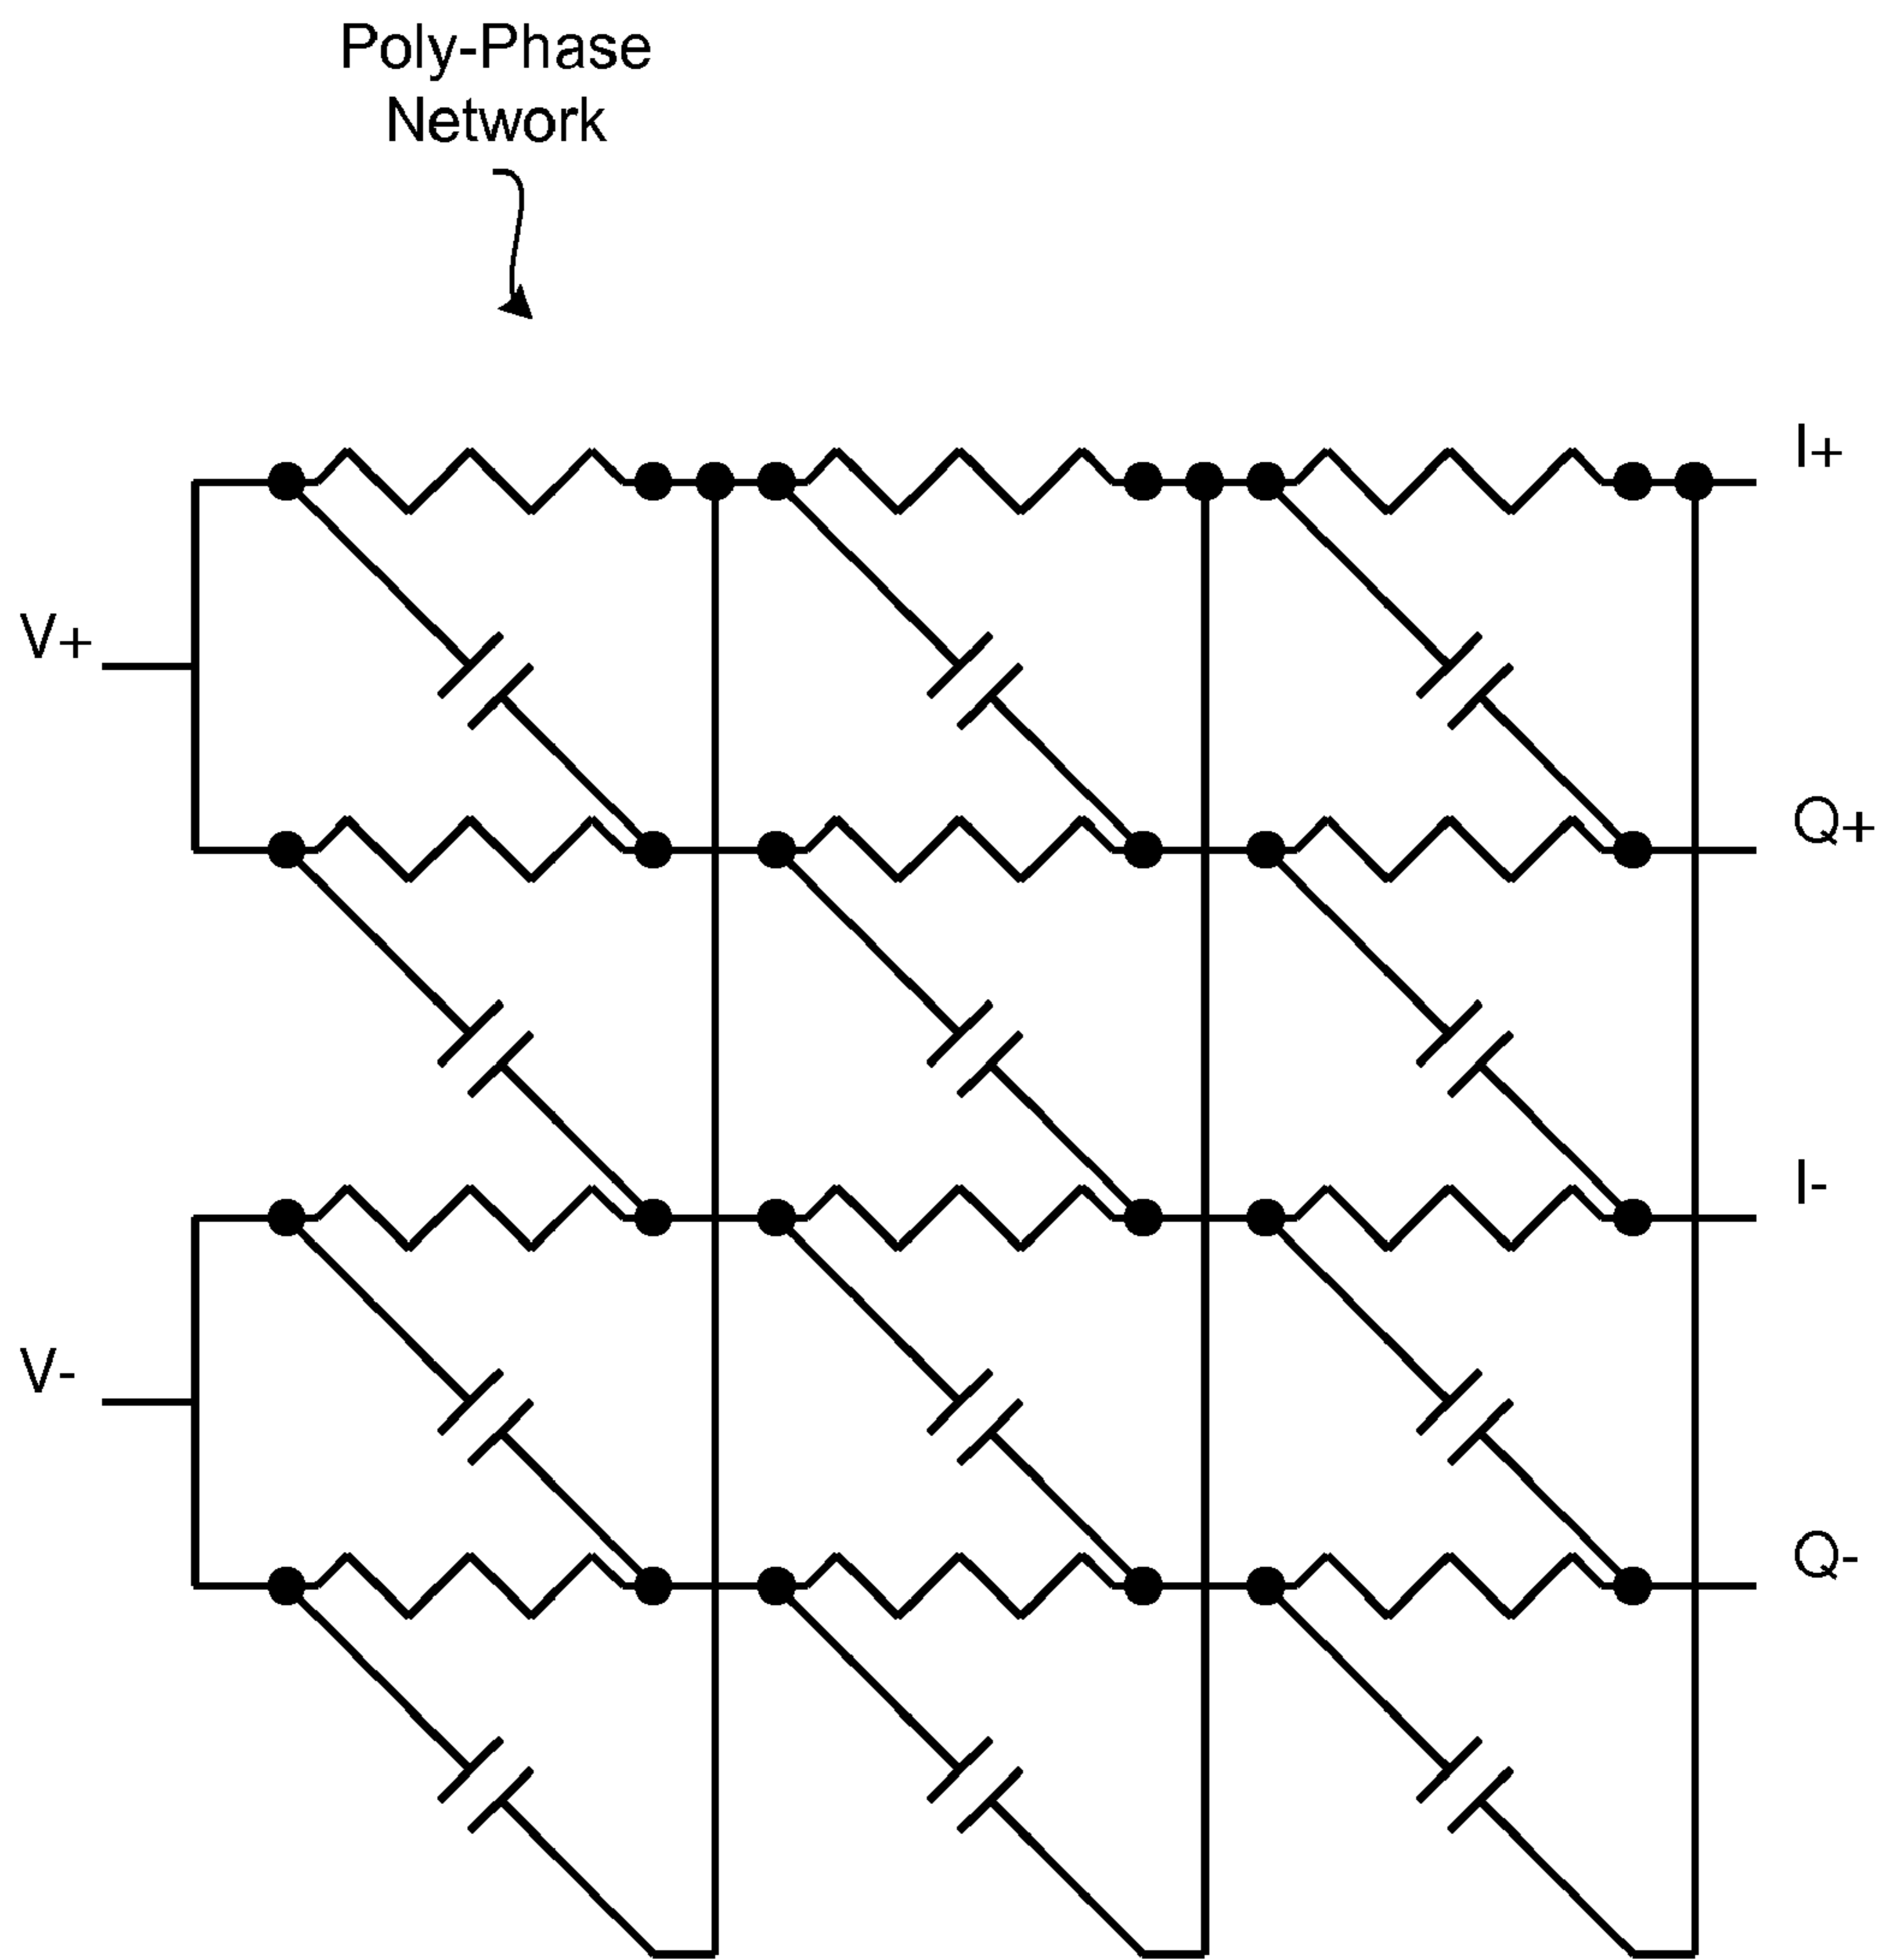 Poly-Phase
Network
I+
V+
Q+
I-
V-
Q-